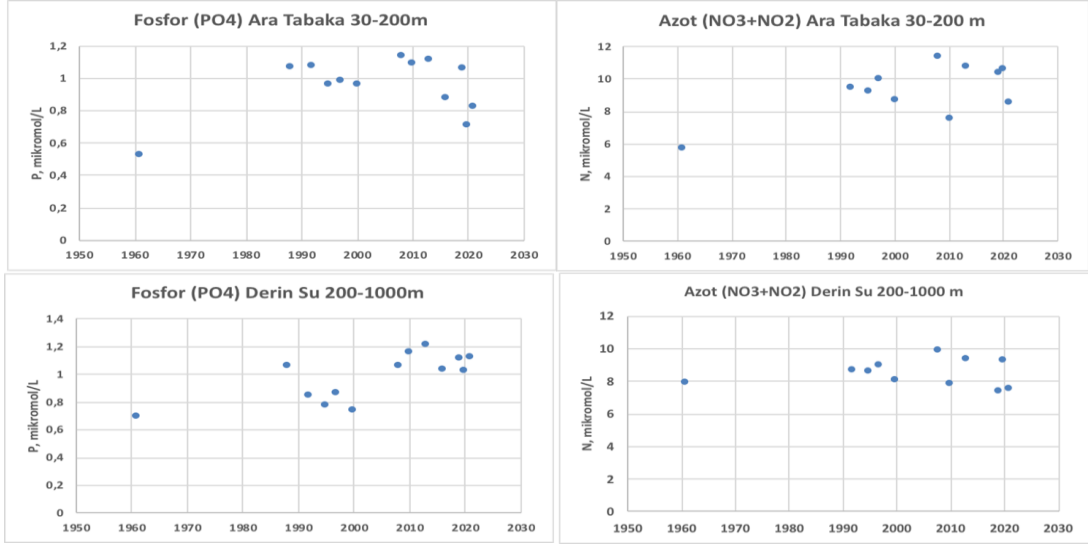 Fosfor (PO4) Ara Tabaka 30-200m
P, mikromol/L
1,2
1
0,8
0,6
0,4
0,2
0
1950 1960 1970 1980 1990 2000 2010 2020 2030
Azot (NO3+NO2) Ara Tabaka 30-200 m
N, mikromol/L
12
10
8
6
4
2
0
1950 1960 1970 1980 1990 2000 2010 2020 2030
Fosfor (PO4) Derin Su 200-1000m
P, mikromol/L
1,4
1,2
1
0,8
0,6
0,4
0,2
0
1950 1960 1970 1980 1990 2000 2010 2020 2030
Azot (NO3+NO2) Derin Su 200-1000 m
N, mikromol/L
12
10
8
6
4
2
0
1950 1960 1970 1980 1990 2000 2010 2020 2030